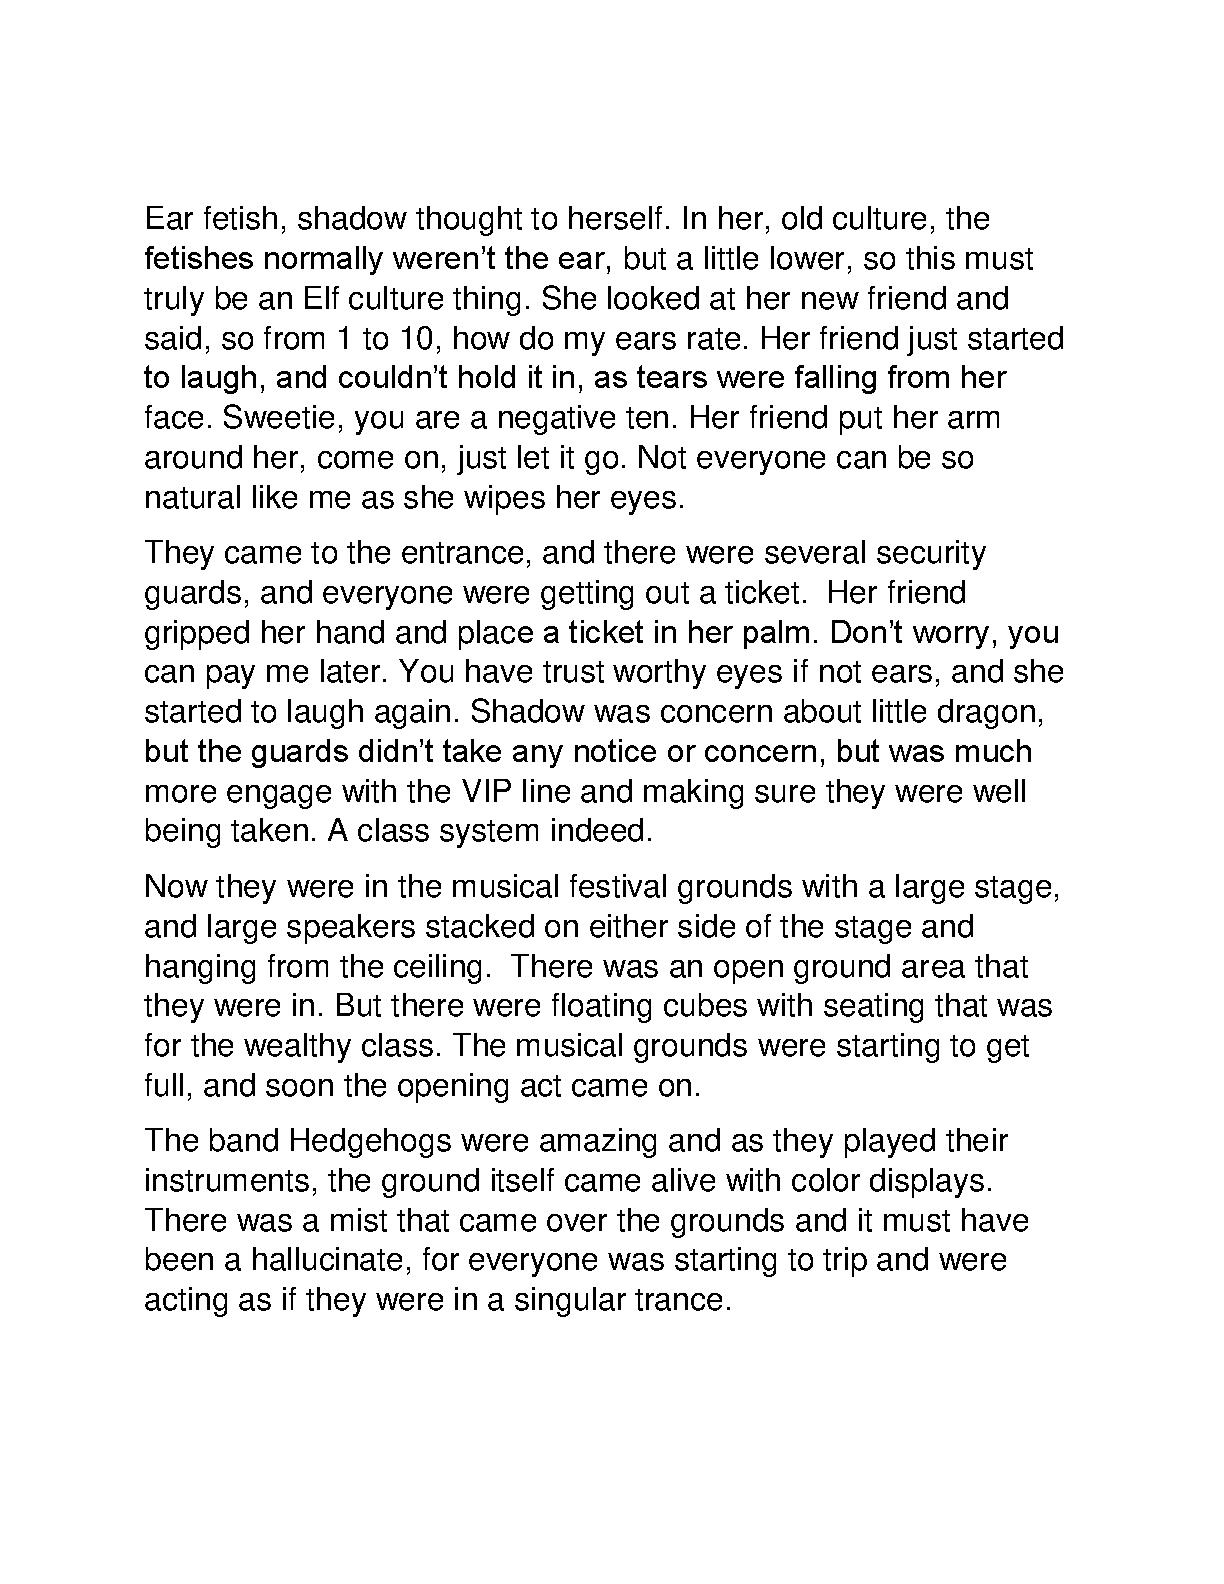 Ear fetish, shadow thought to herself. In her, old culture, the
fetishes normally weren’t the ear, but a little lower, so this must
truly be an Elf culture thing. She looked at her new friend and
said, so from 1 to 10, how do my ears rate. Her friend just started
to laugh, and couldn’t hold it in, as tears were falling from her
face. Sweetie, you are a negative ten. Her friend put her arm
around her, come on, just let it go. Not everyone can be so
natural like me as she wipes her eyes.
They came to the entrance, and there were several security
guards, and everyone were getting out a ticket.  Her friend
gripped her hand and place a ticket in her palm. Don’t worry, you
can pay me later. You have trust worthy eyes if not ears, and she
started to laugh again. Shadow was concern about little dragon,
but the guards didn’t take any notice or concern, but was much
more engage with the VIP line and making sure they were well
being taken. A class system indeed.
Now they were in the musical festival grounds with a large stage,
and large speakers stacked on either side of the stage and
hanging from the ceiling.  There was an open ground area that
they were in. But there were floating cubes with seating that was
for the wealthy class. The musical grounds were starting to get
full, and soon the opening act came on.
The band Hedgehogs were amazing and as they played their
instruments, the ground itself came alive with color displays.
There was a mist that came over the grounds and it must have
been a hallucinate, for everyone was starting to trip and were
acting as if they were in a singular trance.